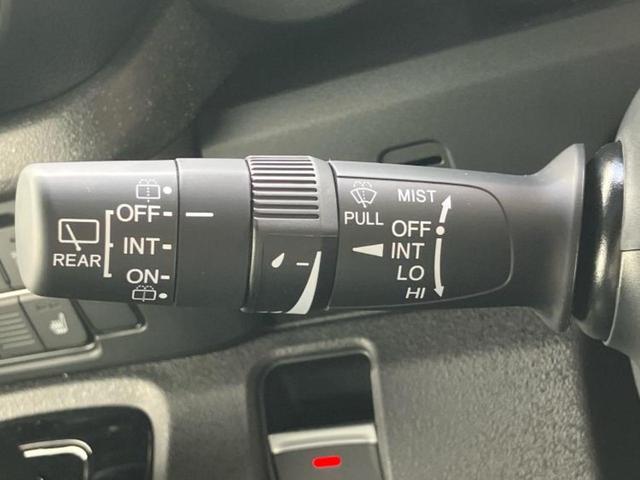 OFF
INT
REAR
ON
PULL
MIST
OFF
INT
LO
HI